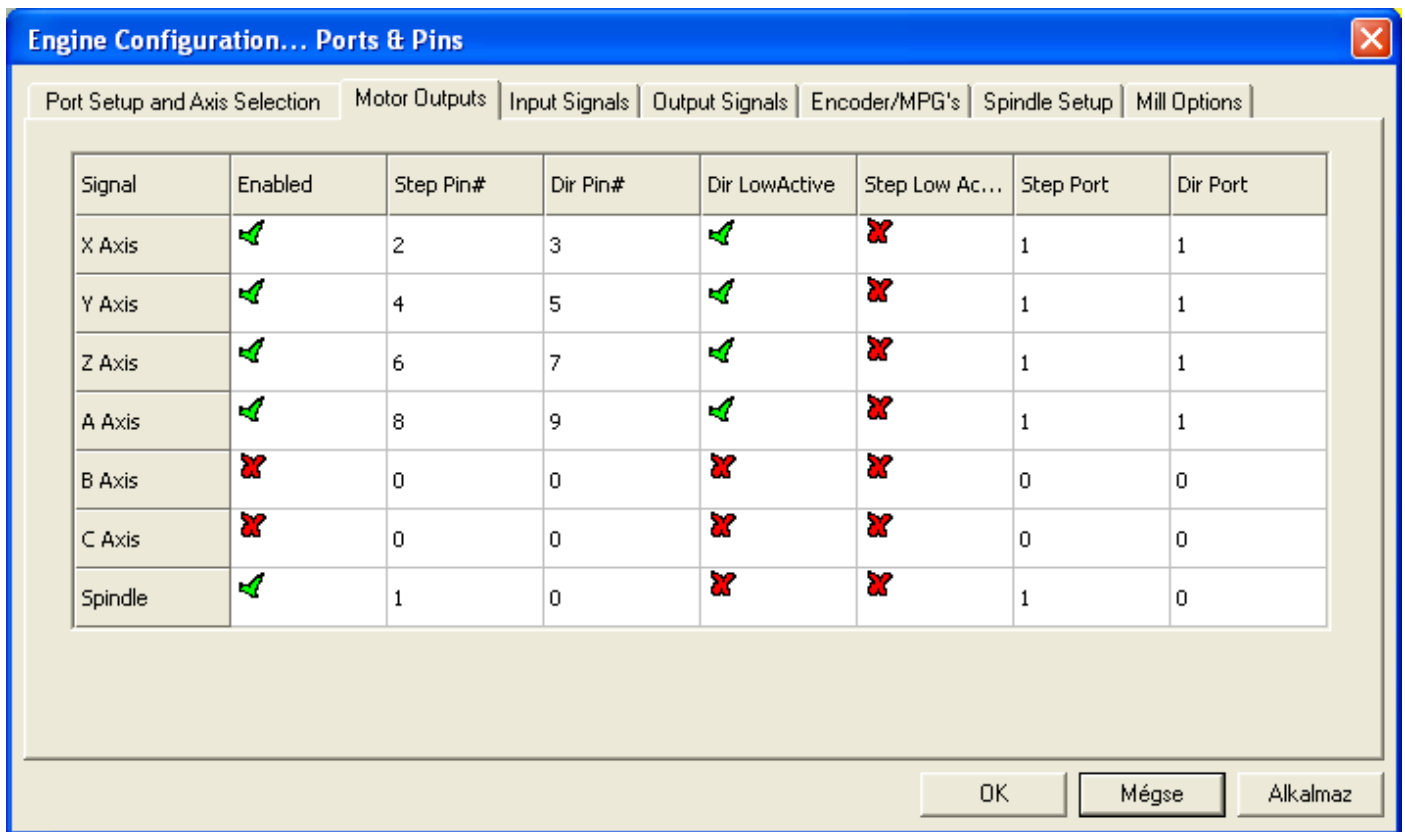 Engine Configuration... Ports & Pins
Port Setup and Axis Selection Motor Outputs Input Signals Output Signals Encoder/MPG's Spindle Setup Mill Options
Signal Enabled Step Pin# Dir Pin# Dir LowActive Step Low Ac... Step Port Dir Port
X Axis 2 3 1 1
Y Axis 4 5 1 1
Z Axis 6 7 1 1
A Axis 8 9 1 1
B Axis 0 0 0 0
C Axis 0 0 0 0
Spindle 1 0 1 0
OK Mégse Alkalmaz